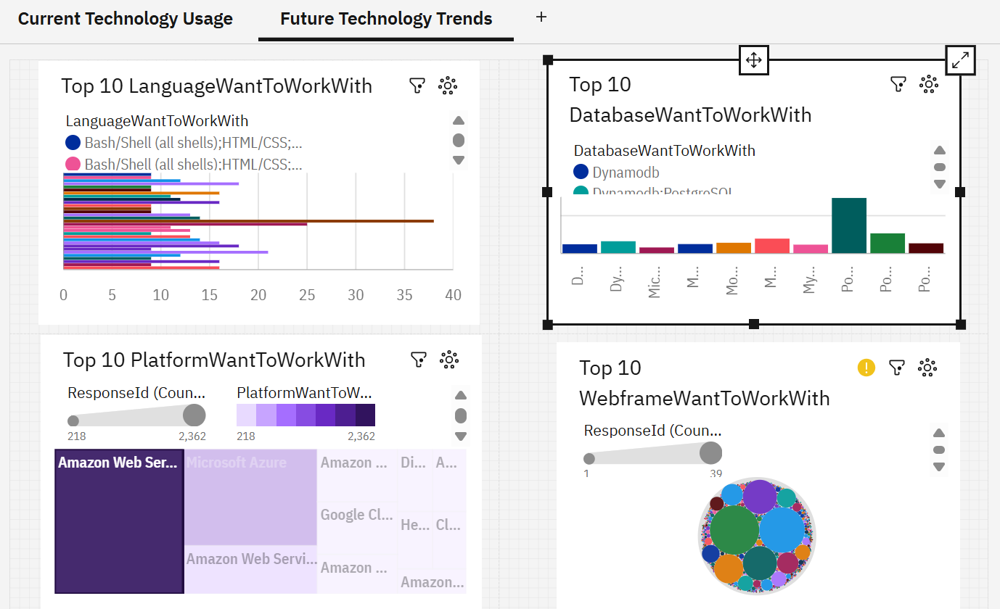 Current Technology Usage
Future Technology Trends
+
Top 10 LanguageWantToWorkWith
LanguageWantToWorkWith
Bash/Shell (all shells);HTML/CSS;...
Bash/Shell (all shells);HTML/CSS;...
0 5 10 15 20 25 30 35 40
Top 10
DatabaseWantToWorkWith
DatabaseWantToWorkWith
Dynamodb
Dynamodb;PostgreSQL
D... Dy... Mic... M... Mo... M... My... Po... Po... Po...
Top 10 PlatformWantToWorkWith
ResponseId (Coun...
218 2,362
PlatformWantToW...
218 2,362
Amazon Web Ser...
Microsoft Azure
Amazon Web Servi...
Amazon ...
Google Cl...
Amazon ...
Di... A...
He... Cl...
Amazon...
Top 10
WebframeWantToWorkWith
ResponseId (Coun...
1 39